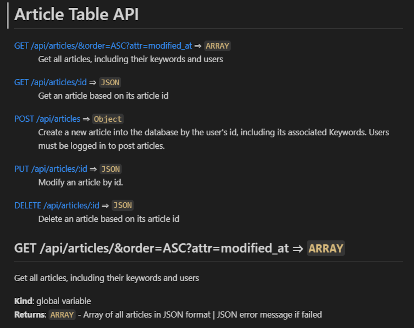 Article Table API
GET /api/articles/&order=ASC?attr=modified_at ⇒ ARRAY
Get all articles, including their keywords and users
GET /api/articles/:id ⇒ JSON
Get an article based on its article id
POST /api/articles ⇒ Object
Create a new article into the database by the user's id, including its associated Keywords. Users
must be logged in to post articles.
PUT /api/articles/:id ⇒ JSON
Modify an article by id.
DELETE /api/articles/:id ⇒ JSON
Delete an article based on its article id
GET /api/articles/&order=ASC?attr=modified_at ⇒ ARRAY
Get all articles, including their keywords and users
Kind: global variable
Returns: ARRAY - Array of all articles in JSON format | JSON error message if failed